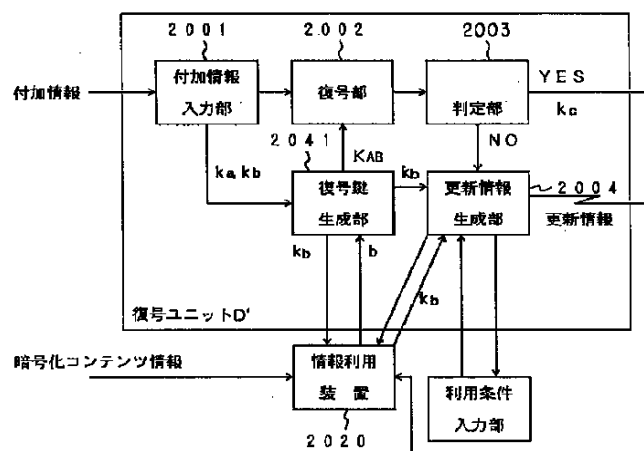 2001
2002
2003
付加情報
付加情報
入力部
復号部
判定部
YES
kc
2041
KAB
NO
ka,kb
復号鍵
生成部
kb
更新情報
生成部
2004
更新情報
kb
b
kb
復号ユニットD'
暗号化コンテンツ情報
情報利用
装置
利用条件
入力部
2020